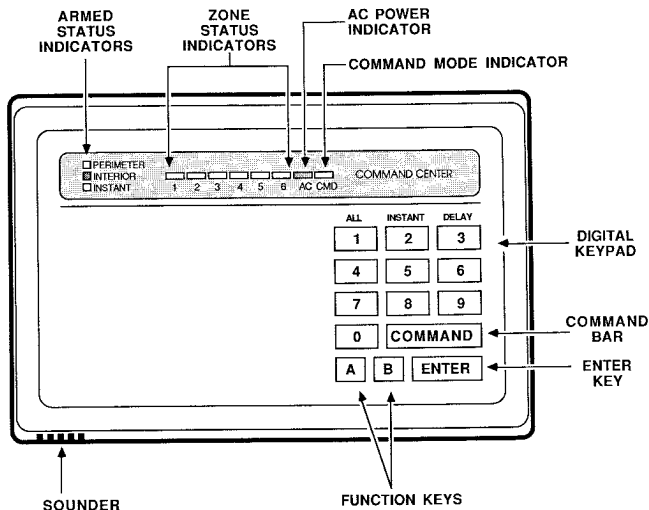 ARMED
STATUS
INDICATORS
ZONE
STATUS
INDICATORS
AC POWER
INDICATOR
COMMAND MODE INDICATOR
PERIMETER
INTERIOR
INSTANT
1 2 3 4 5 6 AC CMD
COMMAND CENTER
ALL INSTANT DELAY
1 2 3
4 5 6
7 8 9
0 COMMAND
A B ENTER
DIGITAL
KEYPAD
COMMAND
BAR
ENTER
KEY
SOUNDER
FUNCTION KEYS